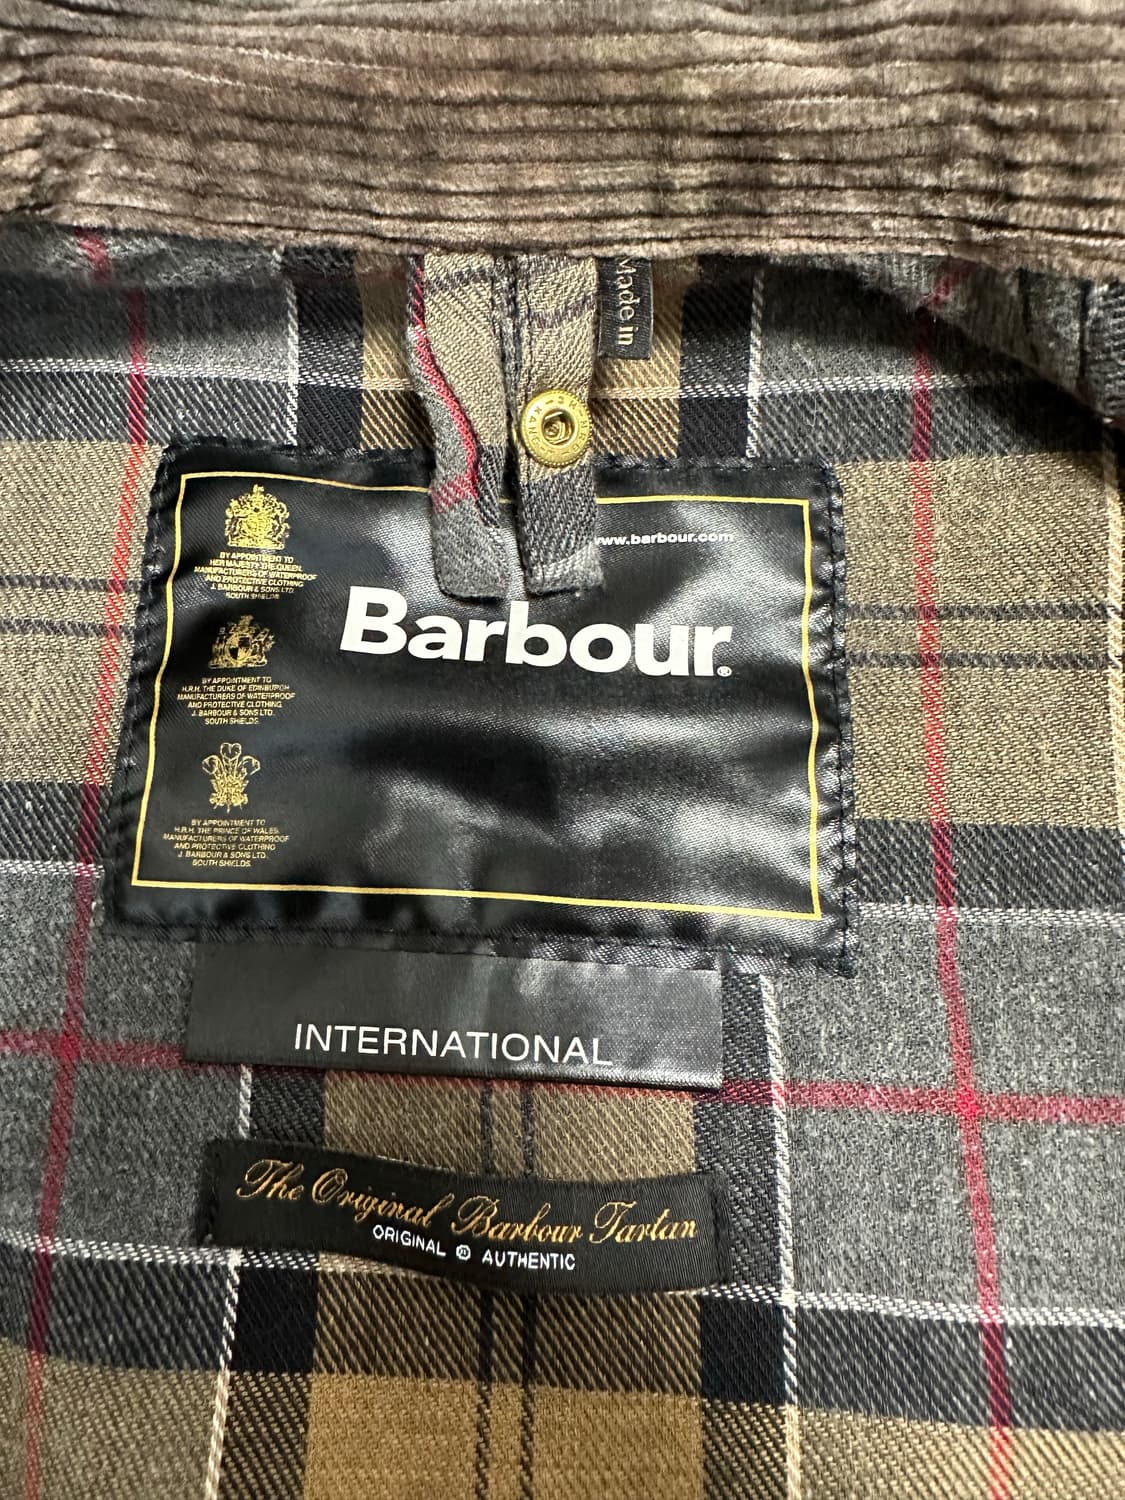 Made in
www.barbour.com
BY APPOINTMENT TO
HER MAJESTY THE QUEEN
MANUFACTURERS OF WATERPROOF
AND PROTECTIVE CLOTHING
J. BARBOUR & SONS LTD
SOUTH SHIELDS
Barbour®
BY APPOINTMENT TO
H.R.H. THE DUKE OF EDINBURGH
MANUFACTURERS OF WATERPROOF
AND PROTECTIVE CLOTHING
J. BARBOUR & SONS LTD.
SOUTH SHIELDS.
BY APPOINTMENT TO
H.R.H. THE PRINCE OF WALES
MANUFACTURERS OF WATERPROOF
AND PROTECTIVE CLOTHING
J. BARBOUR & SONS LTD.
SOUTH SHIELDS
INTERNATIONAL
The Original Barbour Tartan
ORIGINAL ® AUTHENTIC